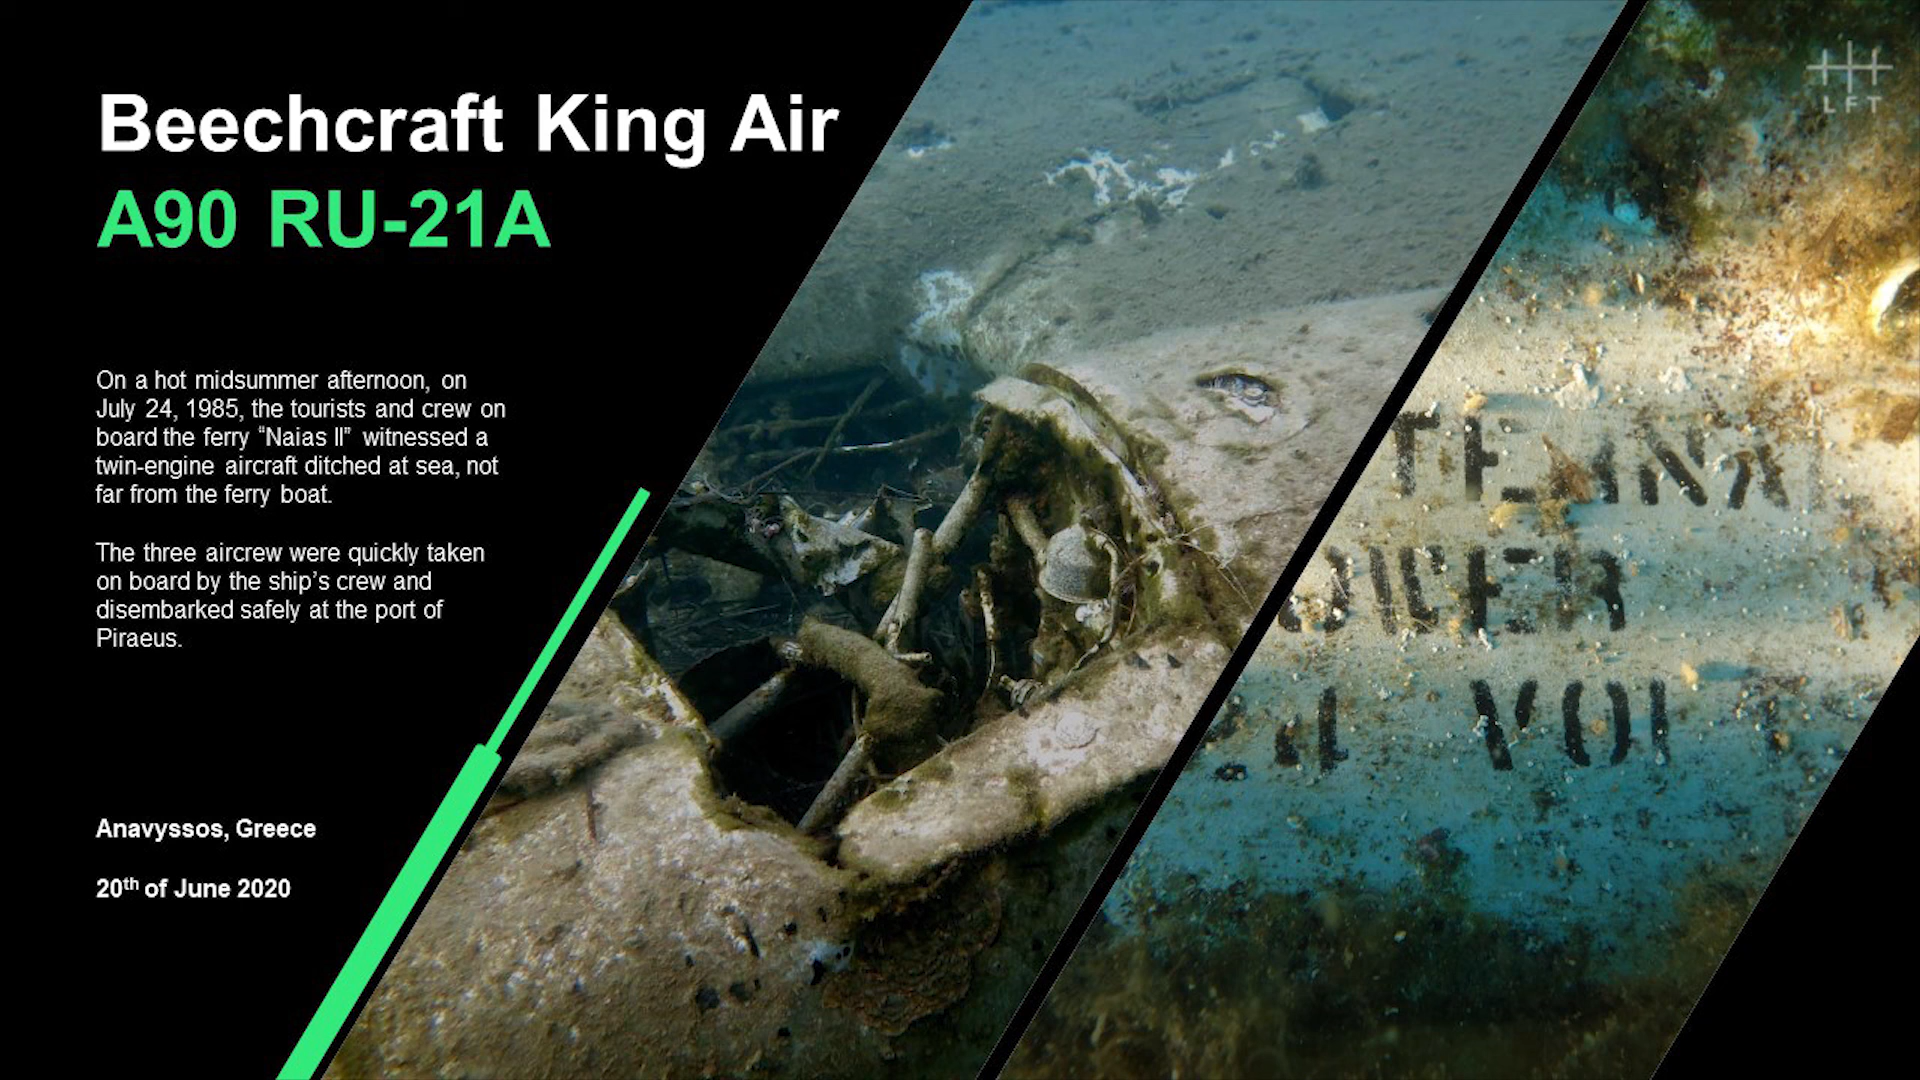 Beechcraft King Air
A90 RU-21A
On a hot midsummer afternoon, on
July 24, 1985, the tourists and crew on
board the ferry “Naias II” witnessed a
twin-engine aircraft ditched at sea, not
far from the ferry boat.
The three aircrew were quickly taken
on board by the ship’s crew and
disembarked safely at the port of
Piraeus.
Anavyssos, Greece
20th of June 2020
LFT
TERNAL
OWER
VOLT